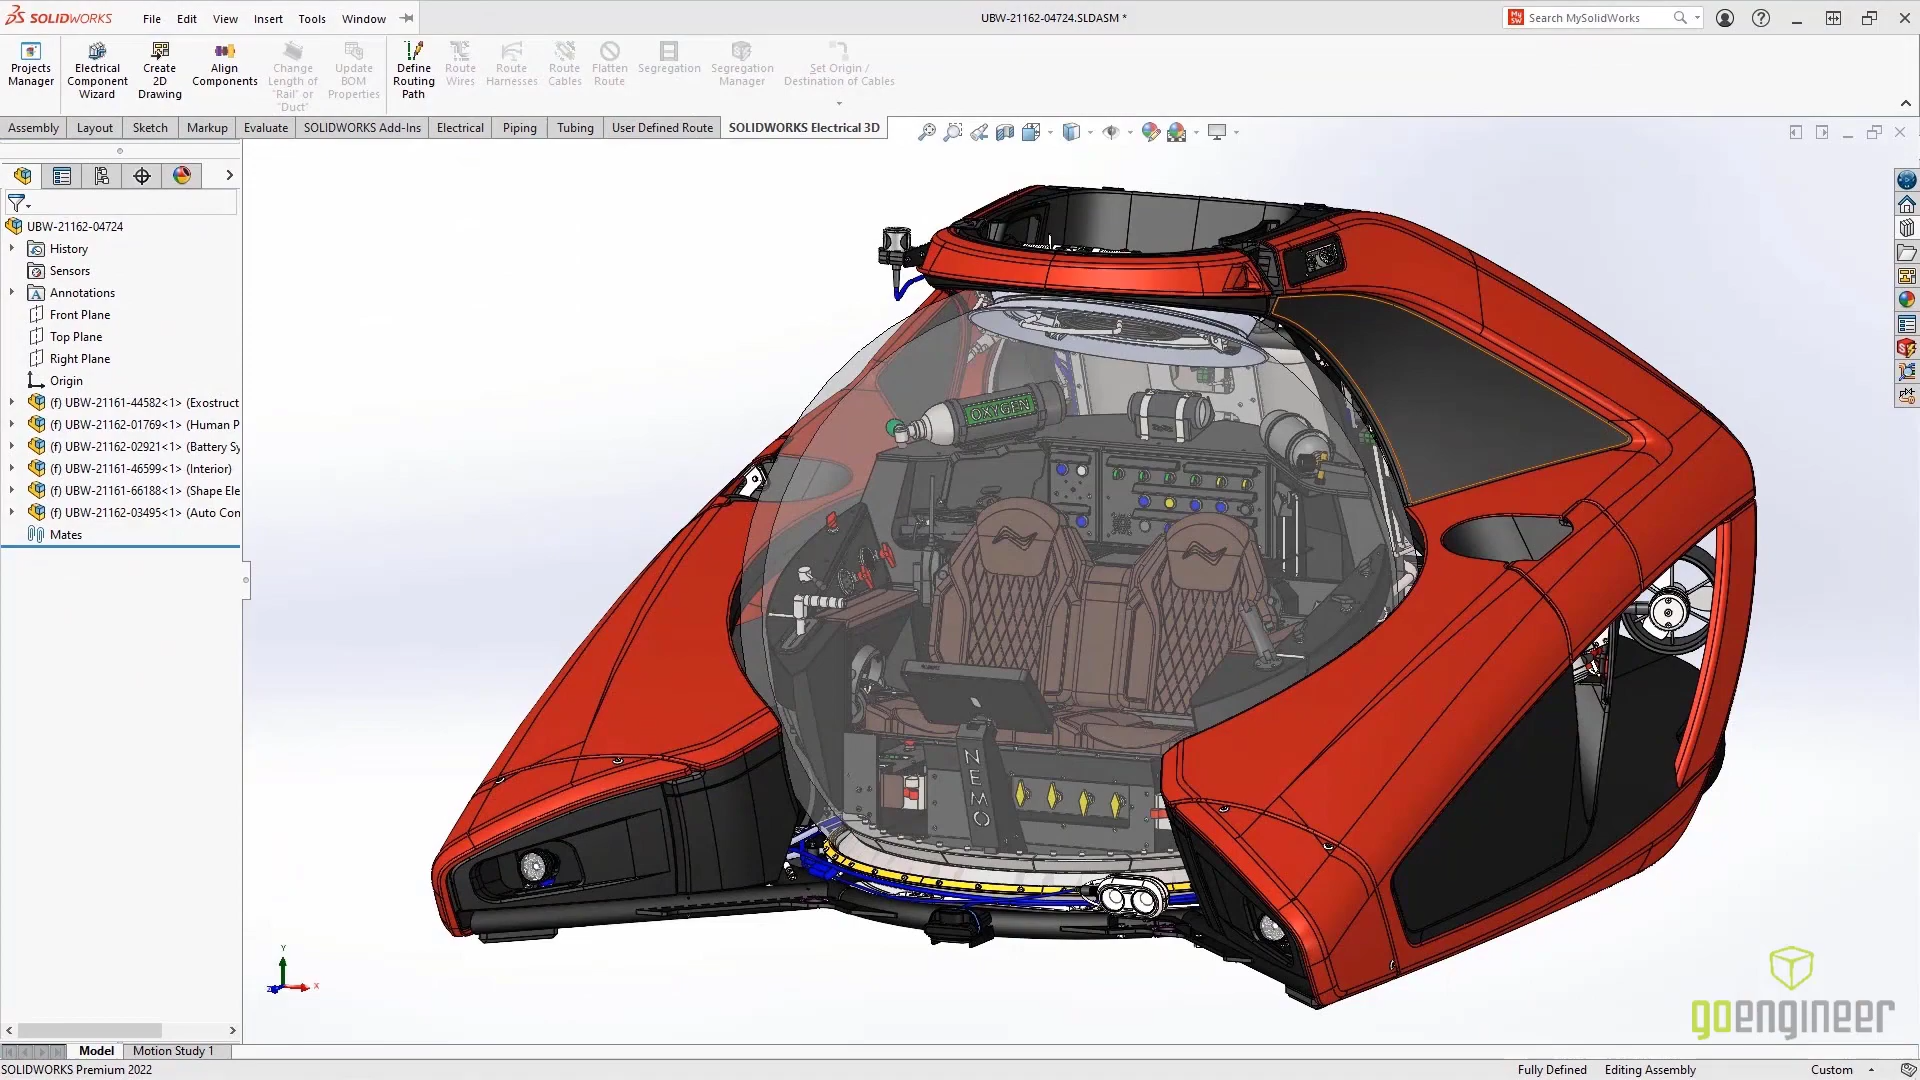 SOLIDWORKS
File Edit View Insert Tools Window
UBW-21162-04724.SLDASM *
Search MySolidWorks
Projects Manager
Electrical Component Wizard
Create 2D Drawing
Align Components
Change Length of "Rail" or "Duct"
Update BOM Properties
Define Routing Path
Route Wires
Route Harnesses
Route Cables
Flatten Route
Segregation
Segregation Manager
Set Origin / Destination of Cables
Assembly Layout Sketch Markup Evaluate SOLIDWORKS Add-Ins Electrical Piping Tubing User Defined Route SOLIDWORKS Electrical 3D
UBW-21162-04724
History
Sensors
Annotations
Front Plane
Top Plane
Right Plane
Origin
(f) UBW-21161-44582<1> (Exostruct
(f) UBW-21162-01769<1> (Human P
(f) UBW-21162-02921<1> (Battery Sy
(f) UBW-21161-46599<1> (Interior)
(f) UBW-21161-66188<1> (Shape Ele
(f) UBW-21162-03495<1> (Auto Con
Mates
OXYGEN
NEMO
Y
X
Z
goengineer
Model Motion Study 1
SOLIDWORKS Premium 2022
Fully Defined Editing Assembly Custom